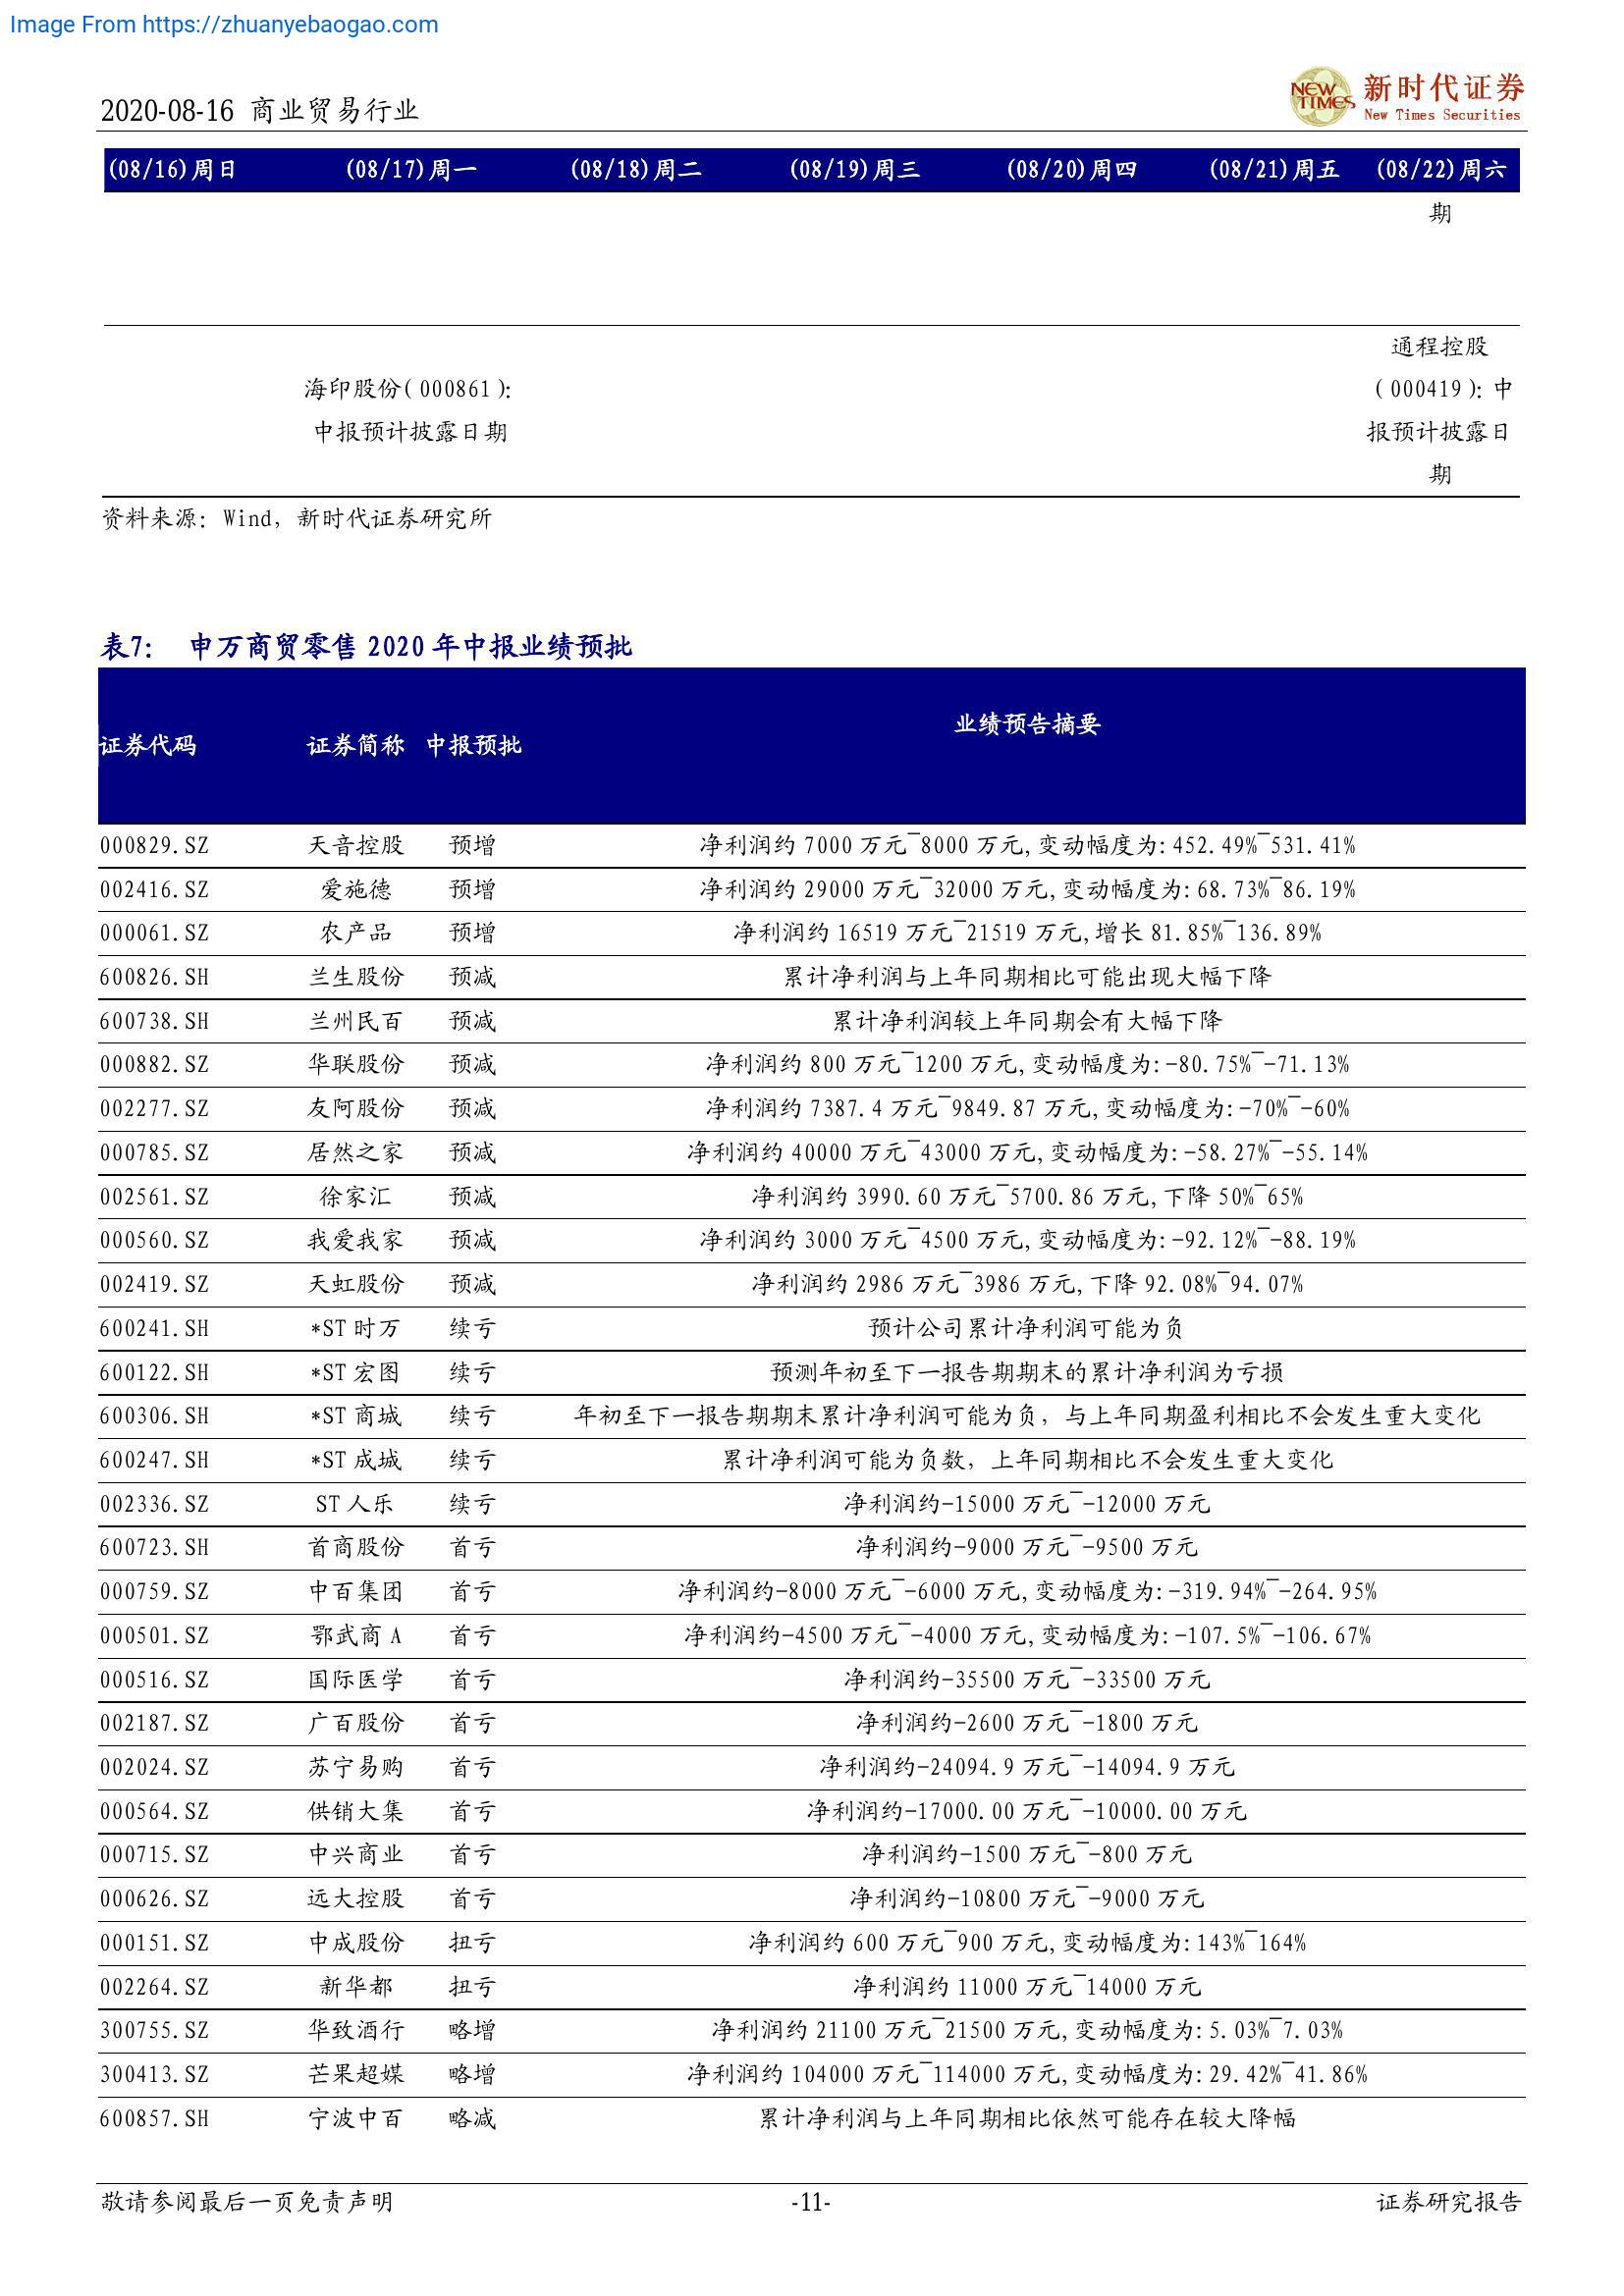 Image From https://zhuanyebaogao.com
2020-08-16 商业贸易行业
NEW TIMES 新时代证券
New Times Securities
(08/16)周日 (08/17)周一 (08/18)周二 (08/19)周三 (08/20)周四 (08/21)周五 (08/22)周六
期
通程控股
海印股份(000861): (000419):中
中报预计披露日期 报预计披露日
期
资料来源：Wind，新时代证券研究所
表7： 申万商贸零售 2020 年中报业绩预批
证券代码 证券简称 中报预批 业绩预告摘要
000829.SZ 天音控股 预增 净利润约 7000 万元‾8000 万元,变动幅度为:452.49%‾531.41%
002416.SZ 爱施德 预增 净利润约 29000 万元‾32000 万元,变动幅度为:68.73%‾86.19%
000061.SZ 农产品 预增 净利润约 16519 万元‾21519 万元,增长 81.85%‾136.89%
600826.SH 兰生股份 预减 累计净利润与上年同期相比可能出现大幅下降
600738.SH 兰州民百 预减 累计净利润较上年同期会有大幅下降
000882.SZ 华联股份 预减 净利润约 800 万元‾1200 万元,变动幅度为:-80.75%‾-71.13%
002277.SZ 友阿股份 预减 净利润约 7387.4 万元‾9849.87 万元,变动幅度为:-70%‾-60%
000785.SZ 居然之家 预减 净利润约 40000 万元‾43000 万元,变动幅度为:-58.27%‾-55.14%
002561.SZ 徐家汇 预减 净利润约 3990.60 万元‾5700.86 万元,下降 50%‾65%
000560.SZ 我爱我家 预减 净利润约 3000 万元‾4500 万元,变动幅度为:-92.12%‾-88.19%
002419.SZ 天虹股份 预减 净利润约 2986 万元‾3986 万元,下降 92.08%‾94.07%
600241.SH *ST 时万 续亏 预计公司累计净利润可能为负
600122.SH *ST 宏图 续亏 预测年初至下一报告期期末的累计净利润为亏损
600306.SH *ST 商城 续亏 年初至下一报告期期末累计净利润可能为负，与上年同期盈利相比不会发生重大变化
600247.SH *ST 成城 续亏 累计净利润可能为负数，上年同期相比不会发生重大变化
002336.SZ ST 人乐 续亏 净利润约-15000 万元‾-12000 万元
600723.SH 首商股份 首亏 净利润约-9000 万元‾-9500 万元
000759.SZ 中百集团 首亏 净利润约-8000 万元‾-6000 万元,变动幅度为:-319.94%‾-264.95%
000501.SZ 鄂武商 A 首亏 净利润约-4500 万元‾-4000 万元,变动幅度为:-107.5%‾-106.67%
000516.SZ 国际医学 首亏 净利润约-35500 万元‾-33500 万元
002187.SZ 广百股份 首亏 净利润约-2600 万元‾-1800 万元
002024.SZ 苏宁易购 首亏 净利润约-24094.9 万元‾-14094.9 万元
000564.SZ 供销大集 首亏 净利润约-17000.00 万元‾-10000.00 万元
000715.SZ 中兴商业 首亏 净利润约-1500 万元‾-800 万元
000626.SZ 远大控股 首亏 净利润约-10800 万元‾-9000 万元
000151.SZ 中成股份 扭亏 净利润约 600 万元‾900 万元,变动幅度为:143%‾164%
002264.SZ 新华都 扭亏 净利润约 11000 万元‾14000 万元
300755.SZ 华致酒行 略增 净利润约 21100 万元‾21500 万元,变动幅度为:5.03%‾7.03%
300413.SZ 芒果超媒 略增 净利润约 104000 万元‾114000 万元,变动幅度为:29.42%‾41.86%
600857.SH 宁波中百 略减 累计净利润与上年同期相比依然可能存在较大降幅
敬请参阅最后一页免责声明 -11- 证券研究报告